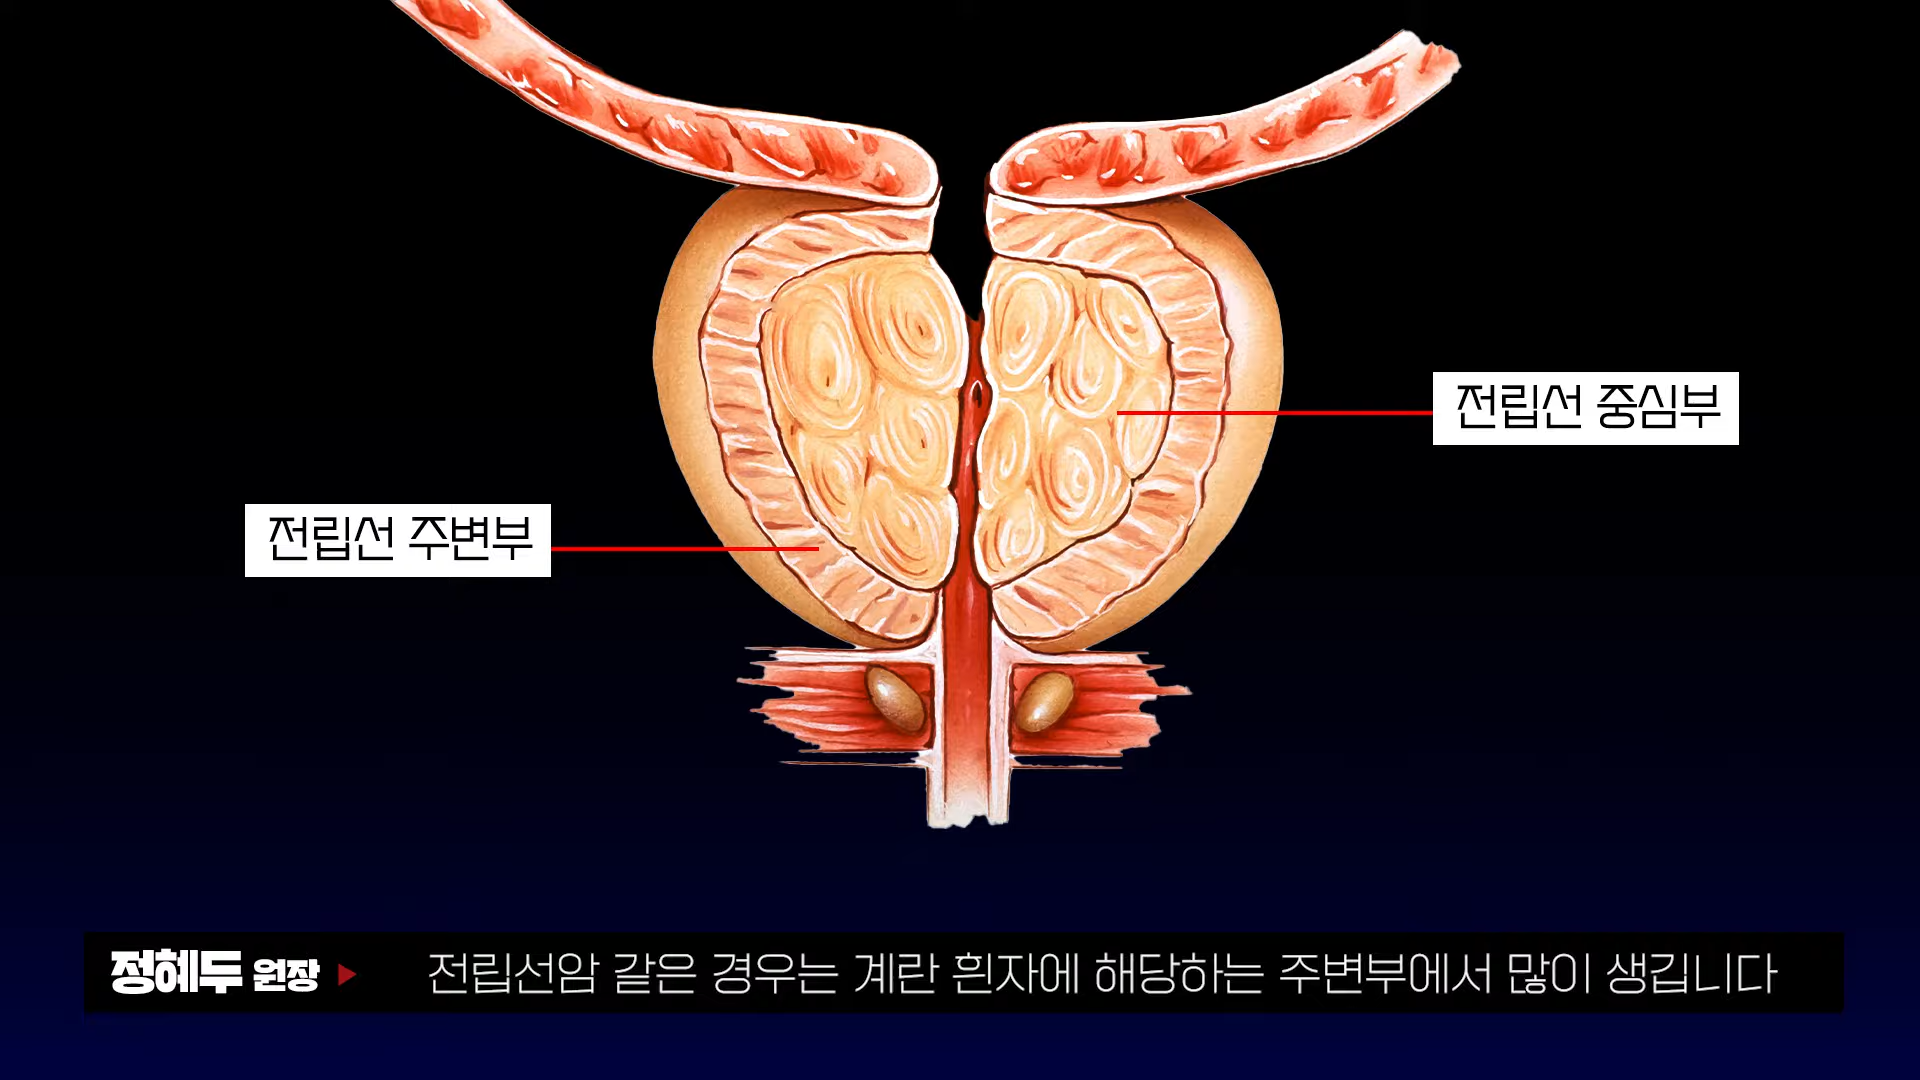 전립선 중심부
전립선 주변부
정혜두 원장 ▶ 전립선암 같은 경우는 계란 흰자에 해당하는 주변부에서 많이 생깁니다